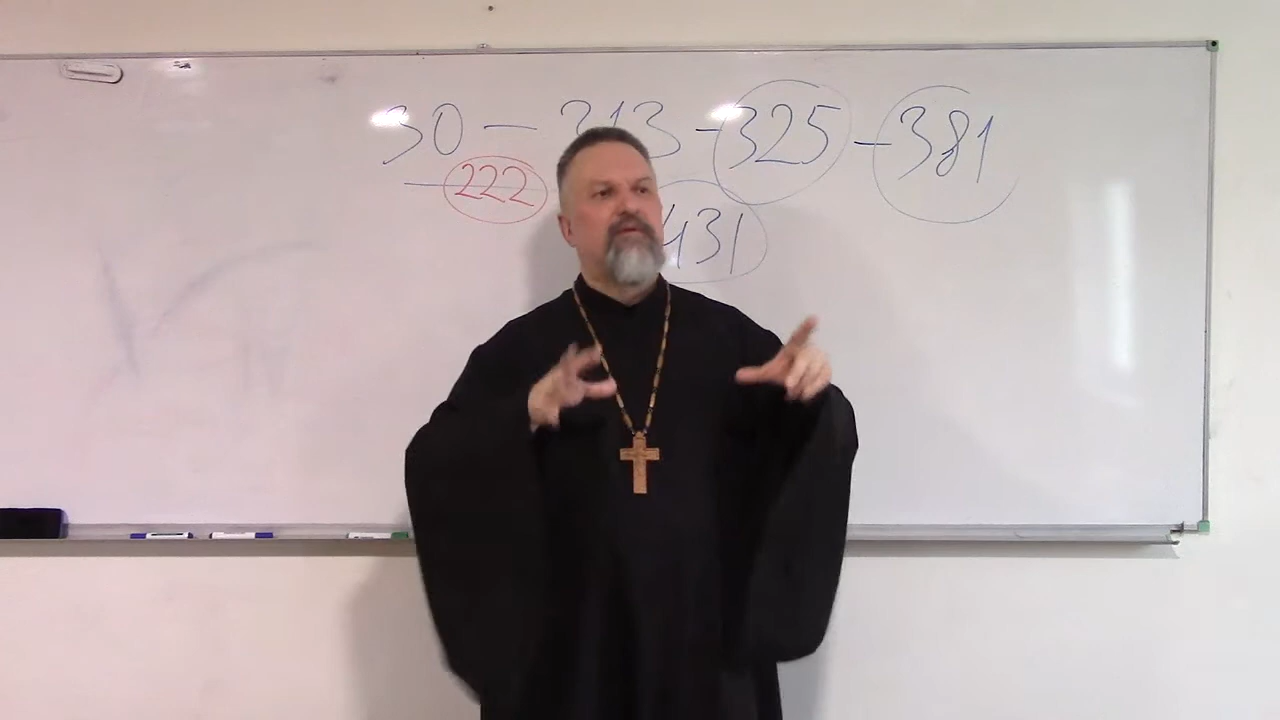 30 – 313 – 325 – 381
– 222
431